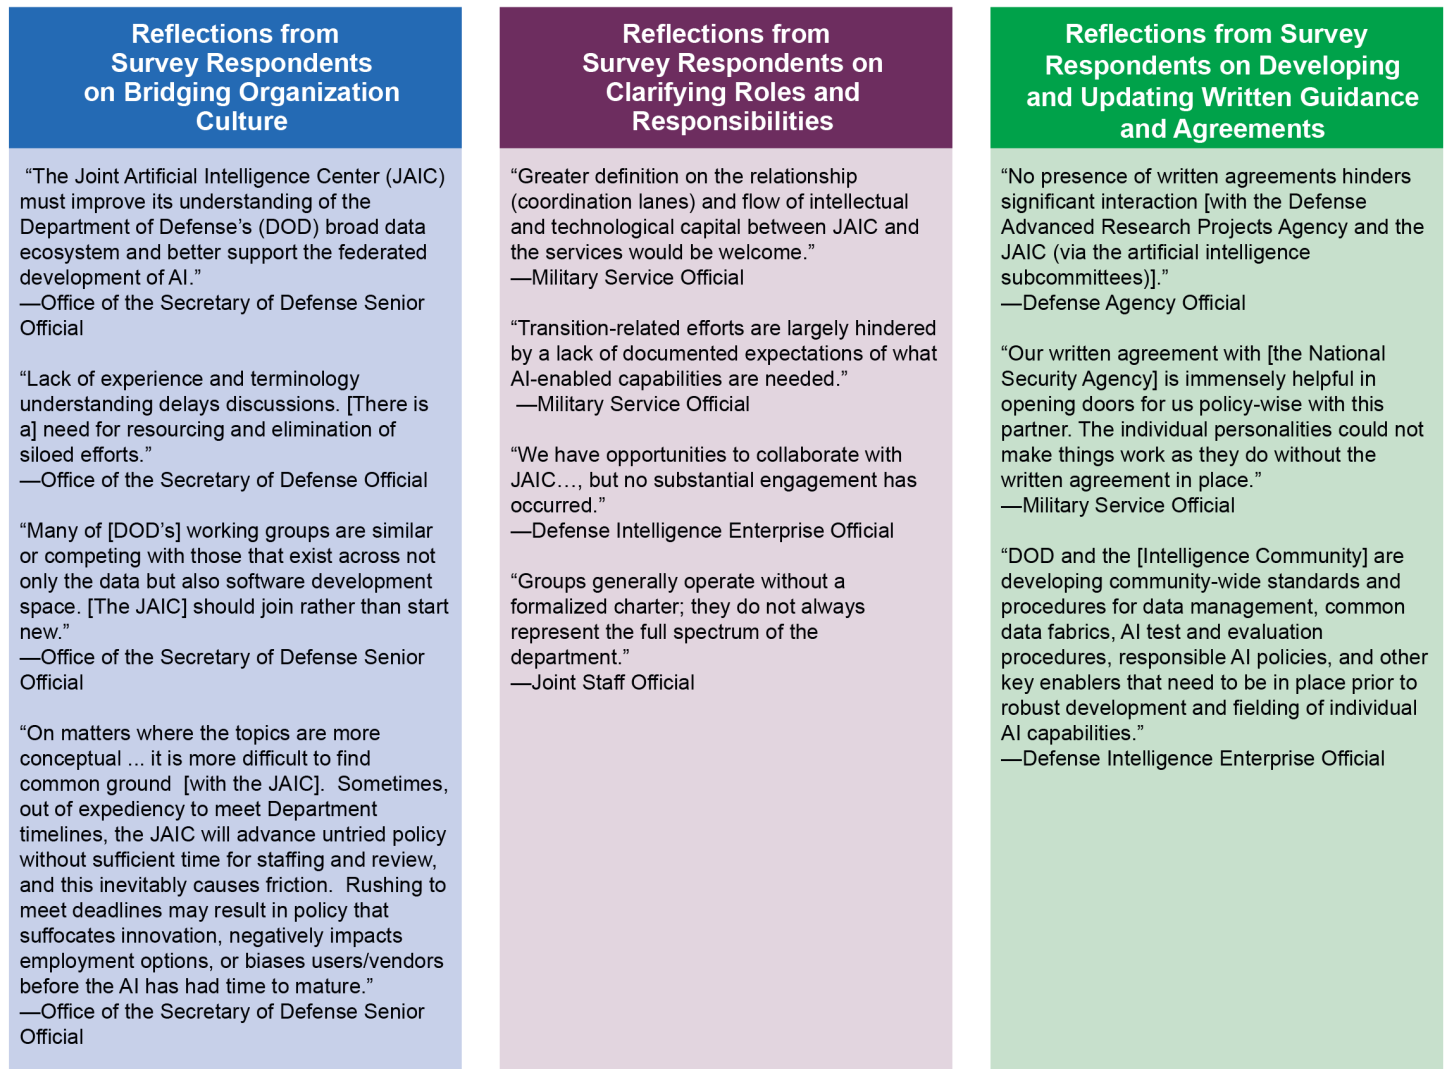 Reflections from
Survey Respondents
on Bridging Organization
Culture
“The Joint Artificial Intelligence Center (JAIC)
must improve its understanding of the
Department of Defense’s (DOD) broad data
ecosystem and better support the federated
development of AI.”
—Office of the Secretary of Defense Senior
Official
“Lack of experience and terminology
understanding delays discussions. [There is
a] need for resourcing and elimination of
siloed efforts.”
—Office of the Secretary of Defense Official
“Many of [DOD’s] working groups are similar
or competing with those that exist across not
only the data but also software development
space. [The JAIC] should join rather than start
new.”
—Office of the Secretary of Defense Senior
Official
“On matters where the topics are more
conceptual ... it is more difficult to find
common ground  [with the JAIC].  Sometimes,
out of expediency to meet Department
timelines, the JAIC will advance untried policy
without sufficient time for staffing and review,
and this inevitably causes friction.  Rushing to
meet deadlines may result in policy that
suffocates innovation, negatively impacts
employment options, or biases users/vendors
before the AI has had time to mature.”
—Office of the Secretary of Defense Senior
Official
Reflections from
Survey Respondents on
Clarifying Roles and
Responsibilities
“Greater definition on the relationship
(coordination lanes) and flow of intellectual
and technological capital between JAIC and
the services would be welcome.”
—Military Service Official
“Transition-related efforts are largely hindered
by a lack of documented expectations of what
AI-enabled capabilities are needed.”
—Military Service Official
“We have opportunities to collaborate with
JAIC…, but no substantial engagement has
occurred.”
—Defense Intelligence Enterprise Official
“Groups generally operate without a
formalized charter; they do not always
represent the full spectrum of the
department.”
—Joint Staff Official
Reflections from Survey
Respondents on Developing
and Updating Written Guidance
and Agreements
“No presence of written agreements hinders
significant interaction [with the Defense
Advanced Research Projects Agency and the
JAIC (via the artificial intelligence
subcommittees)].”
—Defense Agency Official
“Our written agreement with [the National
Security Agency] is immensely helpful in
opening doors for us policy-wise with this
partner. The individual personalities could not
make things work as they do without the
written agreement in place.”
—Military Service Official
“DOD and the [Intelligence Community] are
developing community-wide standards and
procedures for data management, common
data fabrics, AI test and evaluation
procedures, responsible AI policies, and other
key enablers that need to be in place prior to
robust development and fielding of individual
AI capabilities.”
—Defense Intelligence Enterprise Official